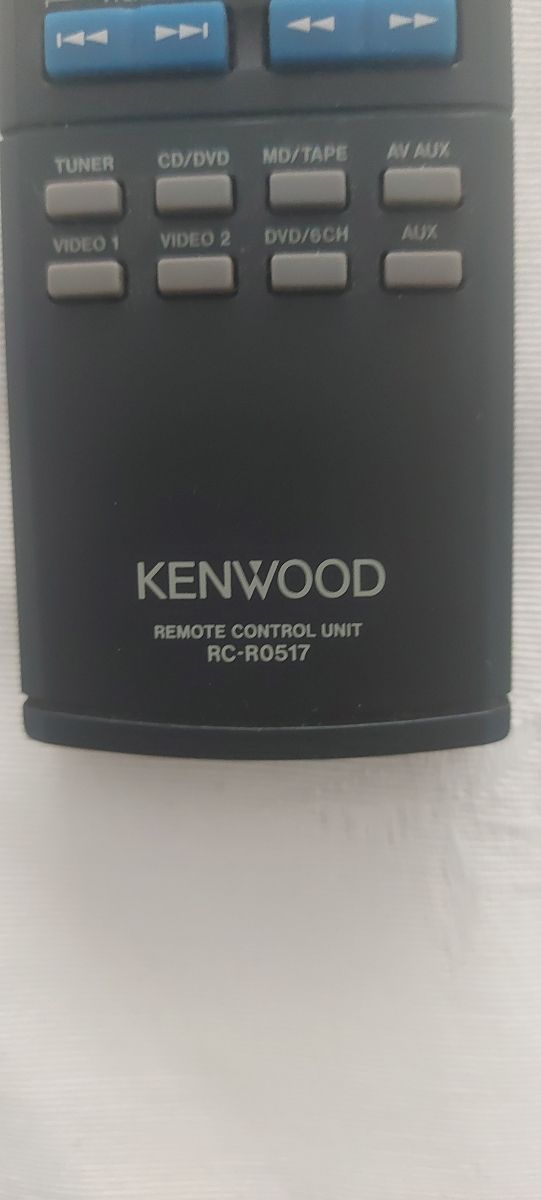 TUNER CD/DVD MD/TAPE AV AUX
VIDEO 1 VIDEO 2 DVD/6CH AUX
KENWOOD
REMOTE CONTROL UNIT
RC-R0517